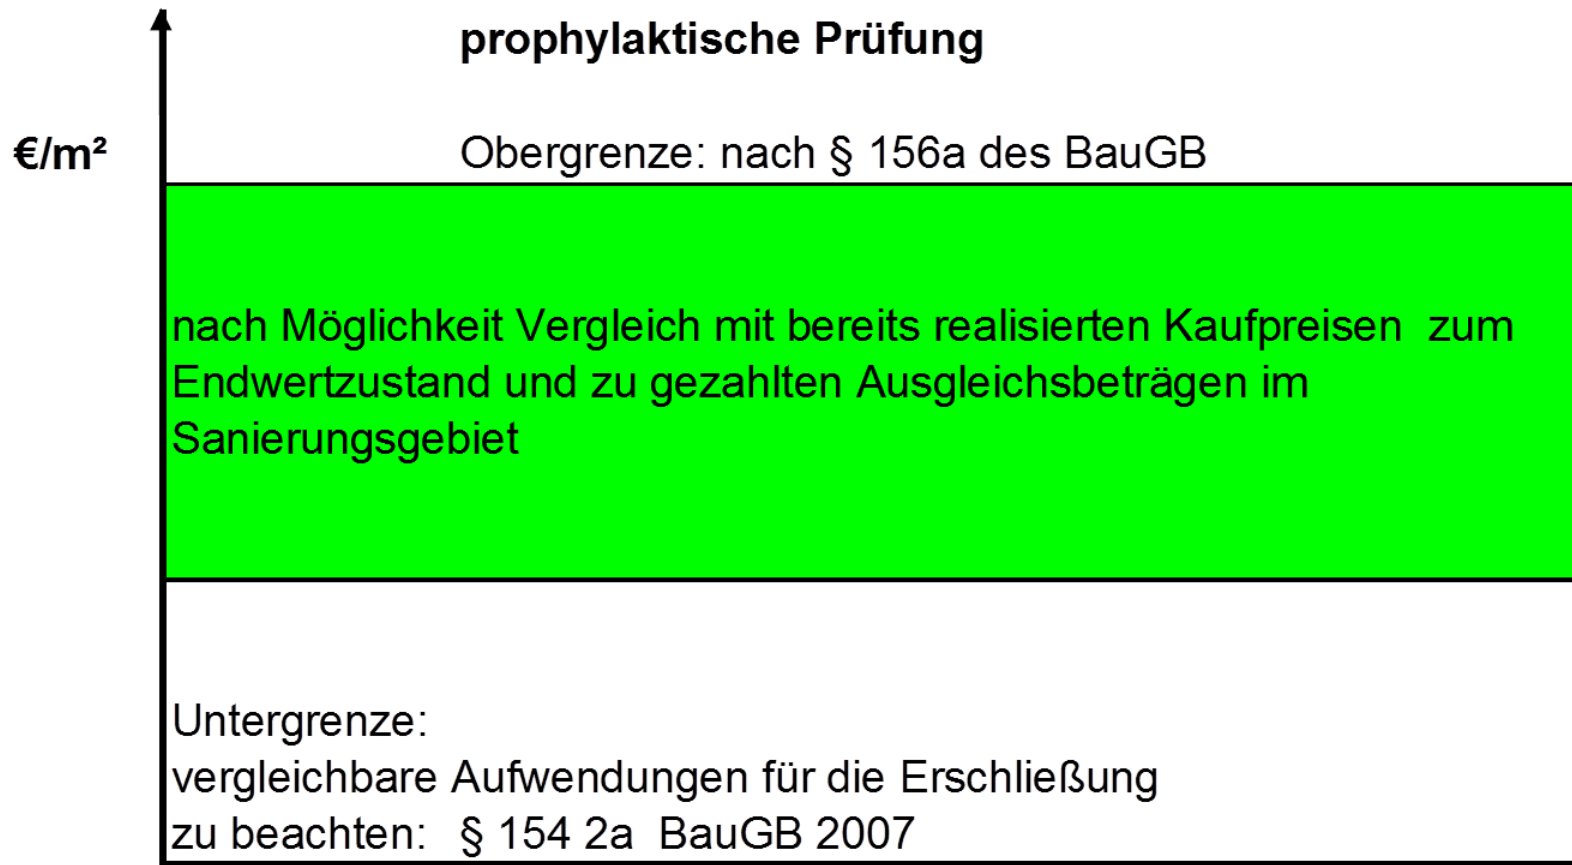 prophylaktische Prüfung
€/m²
Obergrenze: nach § 156a des BauGB
nach Möglichkeit Vergleich mit bereits realisierten Kaufpreisen  zum
Endwertzustand und zu gezahlten Ausgleichsbeträgen im
Sanierungsgebiet
Untergrenze:
vergleichbare Aufwendungen für die Erschließung
zu beachten:   § 154 2a  BauGB 2007